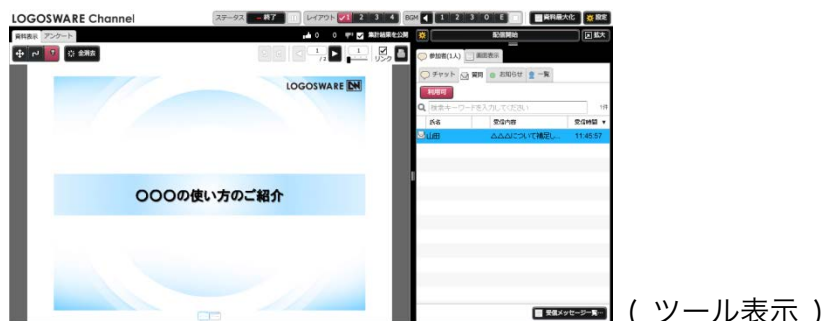 LOGOSWARE Channel
ステータス 終了 レイアウト 1 2 3 4 BGM 1 2 3 0 E 資料最大化 設定
資料表示 アンケート 0 0 集計結果を公開 配信開始 拡大
全消去 1 /2 1 リンク
参加者(1人) 画面表示
チャット 質問 お知らせ 一覧
利用可
検索キーワードを入力してください 1件
氏名 受信内容 受信時間 ▼
山田 △△△について補足し... 11:45:57
LOGOSWARE
〇〇〇の使い方のご紹介
受信メッセージ一覧…
( ツール表示 )